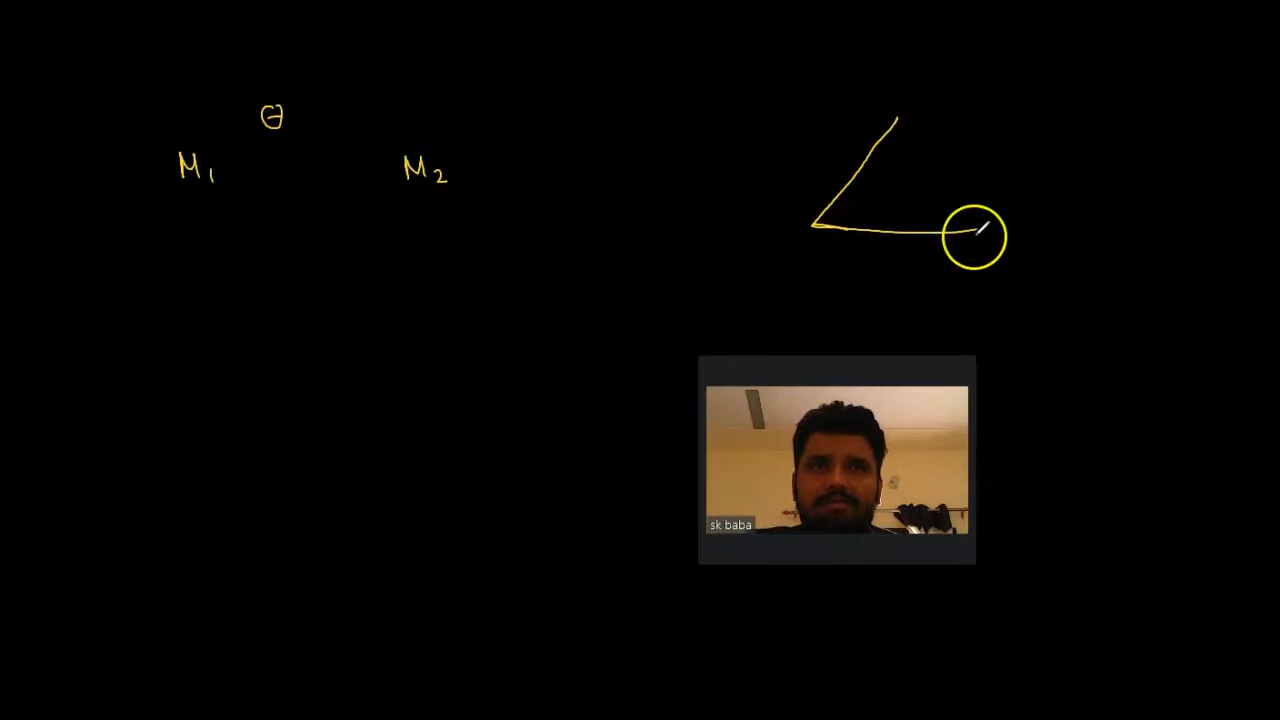 θ
M₁ M₂
sk baba